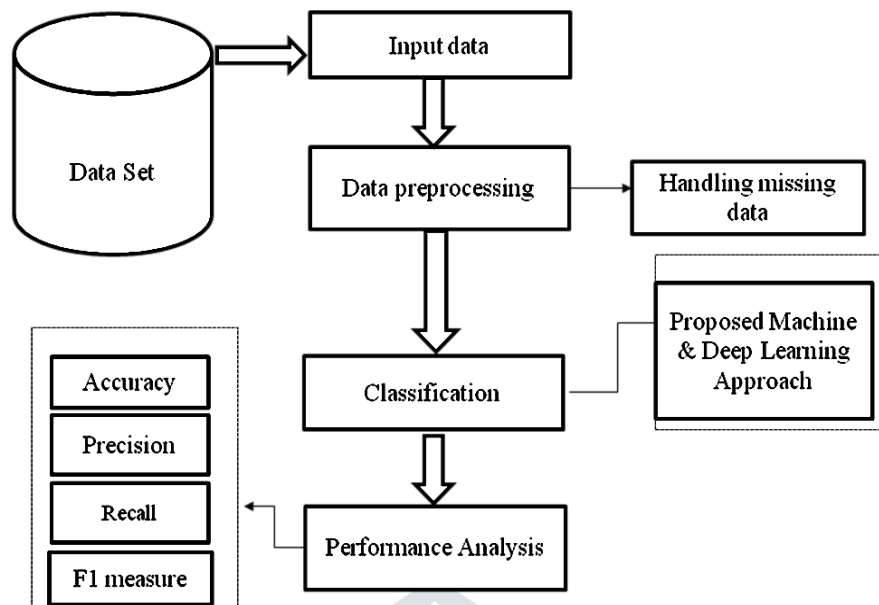 Input data
Data Set
Data preprocessing
Handling missing
data
Proposed Machine
& Deep Learning
Approach
Classification
Accuracy
Precision
Recall
F1 measure
Performance Analysis